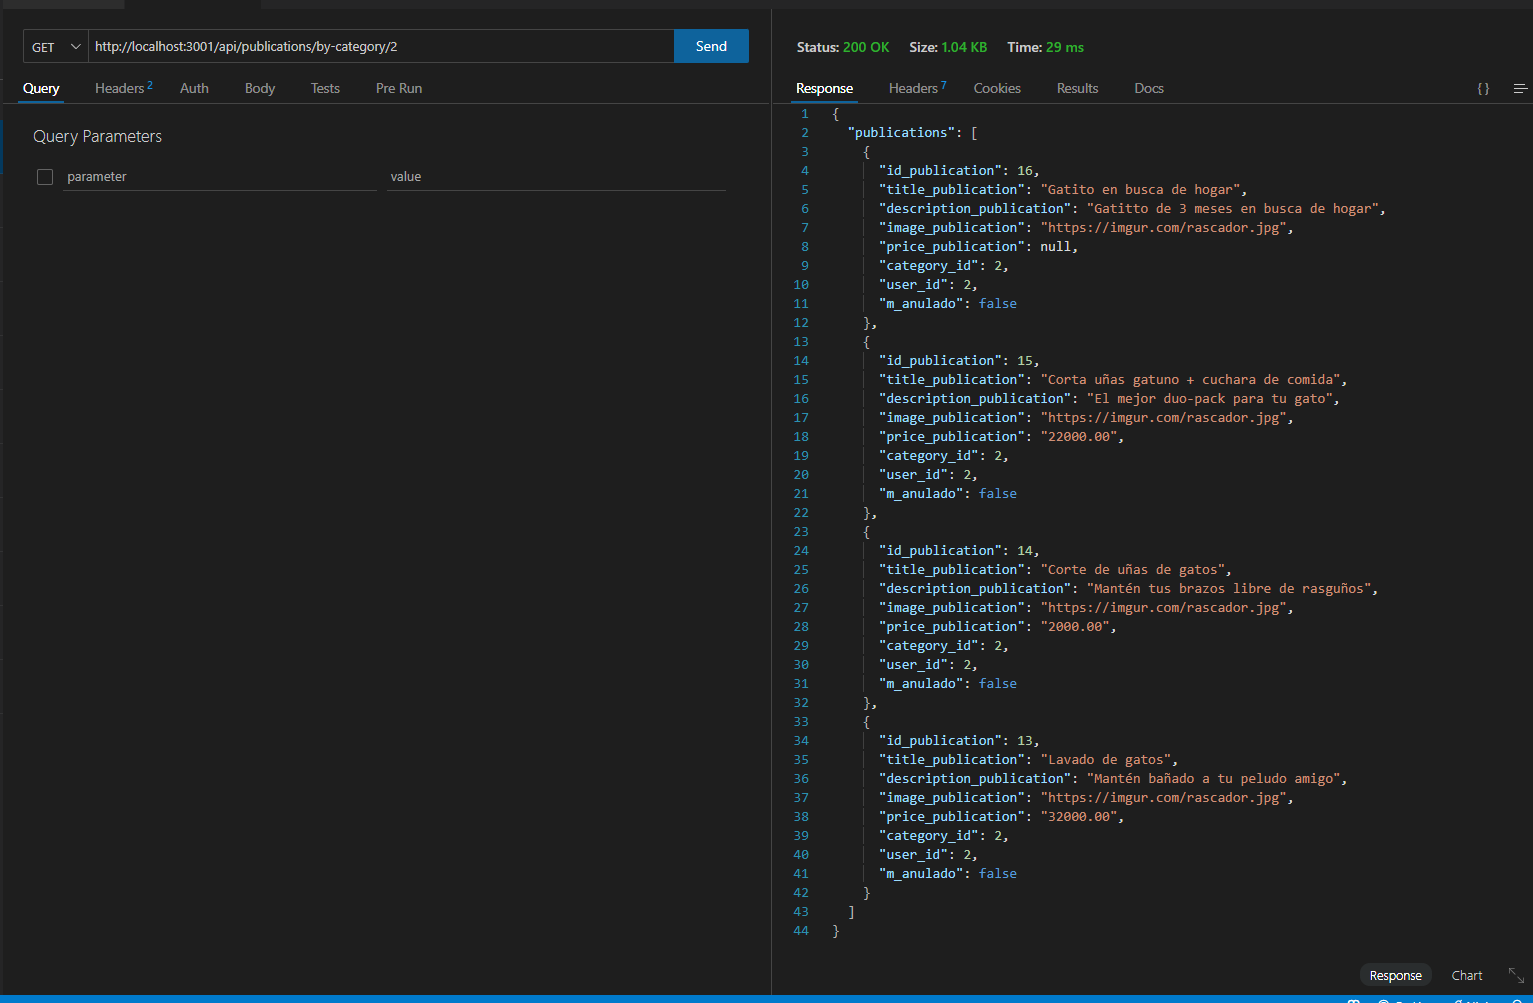 GET http://localhost:3001/api/publications/by-category/2 Send
Query Headers 2 Auth Body Tests Pre Run
Query Parameters
parameter value
Status: 200 OK Size: 1.04 KB Time: 29 ms
Response Headers 7 Cookies Results Docs { }
1 {
2 "publications": [
3 {
4 "id_publication": 16,
5 "title_publication": "Gatito en busca de hogar",
6 "description_publication": "Gatitto de 3 meses en busca de hogar",
7 "image_publication": "https://imgur.com/rascador.jpg",
8 "price_publication": null,
9 "category_id": 2,
10 "user_id": 2,
11 "m_anulado": false
12 },
13 {
14 "id_publication": 15,
15 "title_publication": "Corta uñas gatuno + cuchara de comida",
16 "description_publication": "El mejor duo-pack para tu gato",
17 "image_publication": "https://imgur.com/rascador.jpg",
18 "price_publication": "22000.00",
19 "category_id": 2,
20 "user_id": 2,
21 "m_anulado": false
22 },
23 {
24 "id_publication": 14,
25 "title_publication": "Corte de uñas de gatos",
26 "description_publication": "Mantén tus brazos libre de rasguños",
27 "image_publication": "https://imgur.com/rascador.jpg",
28 "price_publication": "2000.00",
29 "category_id": 2,
30 "user_id": 2,
31 "m_anulado": false
32 },
33 {
34 "id_publication": 13,
35 "title_publication": "Lavado de gatos",
36 "description_publication": "Mantén bañado a tu peludo amigo",
37 "image_publication": "https://imgur.com/rascador.jpg",
38 "price_publication": "32000.00",
39 "category_id": 2,
40 "user_id": 2,
41 "m_anulado": false
42 }
43 ]
44 }
Response Chart